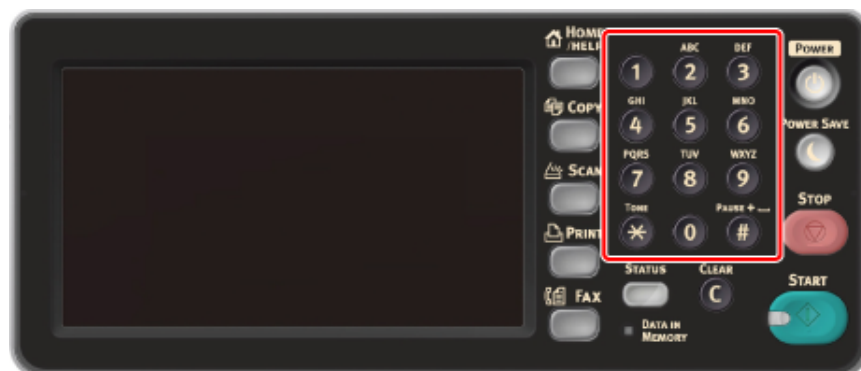 HOME
/HELP
COPY
SCAN
PRINT
FAX
ABC DEF
1 2 3
GHI JKL MNO
4 5 6
PQRS TUV WXYZ
7 8 9
TONE PAUSE +
* 0 #
STATUS CLEAR
C
DATA IN
MEMORY
POWER
POWER SAVE
STOP
START